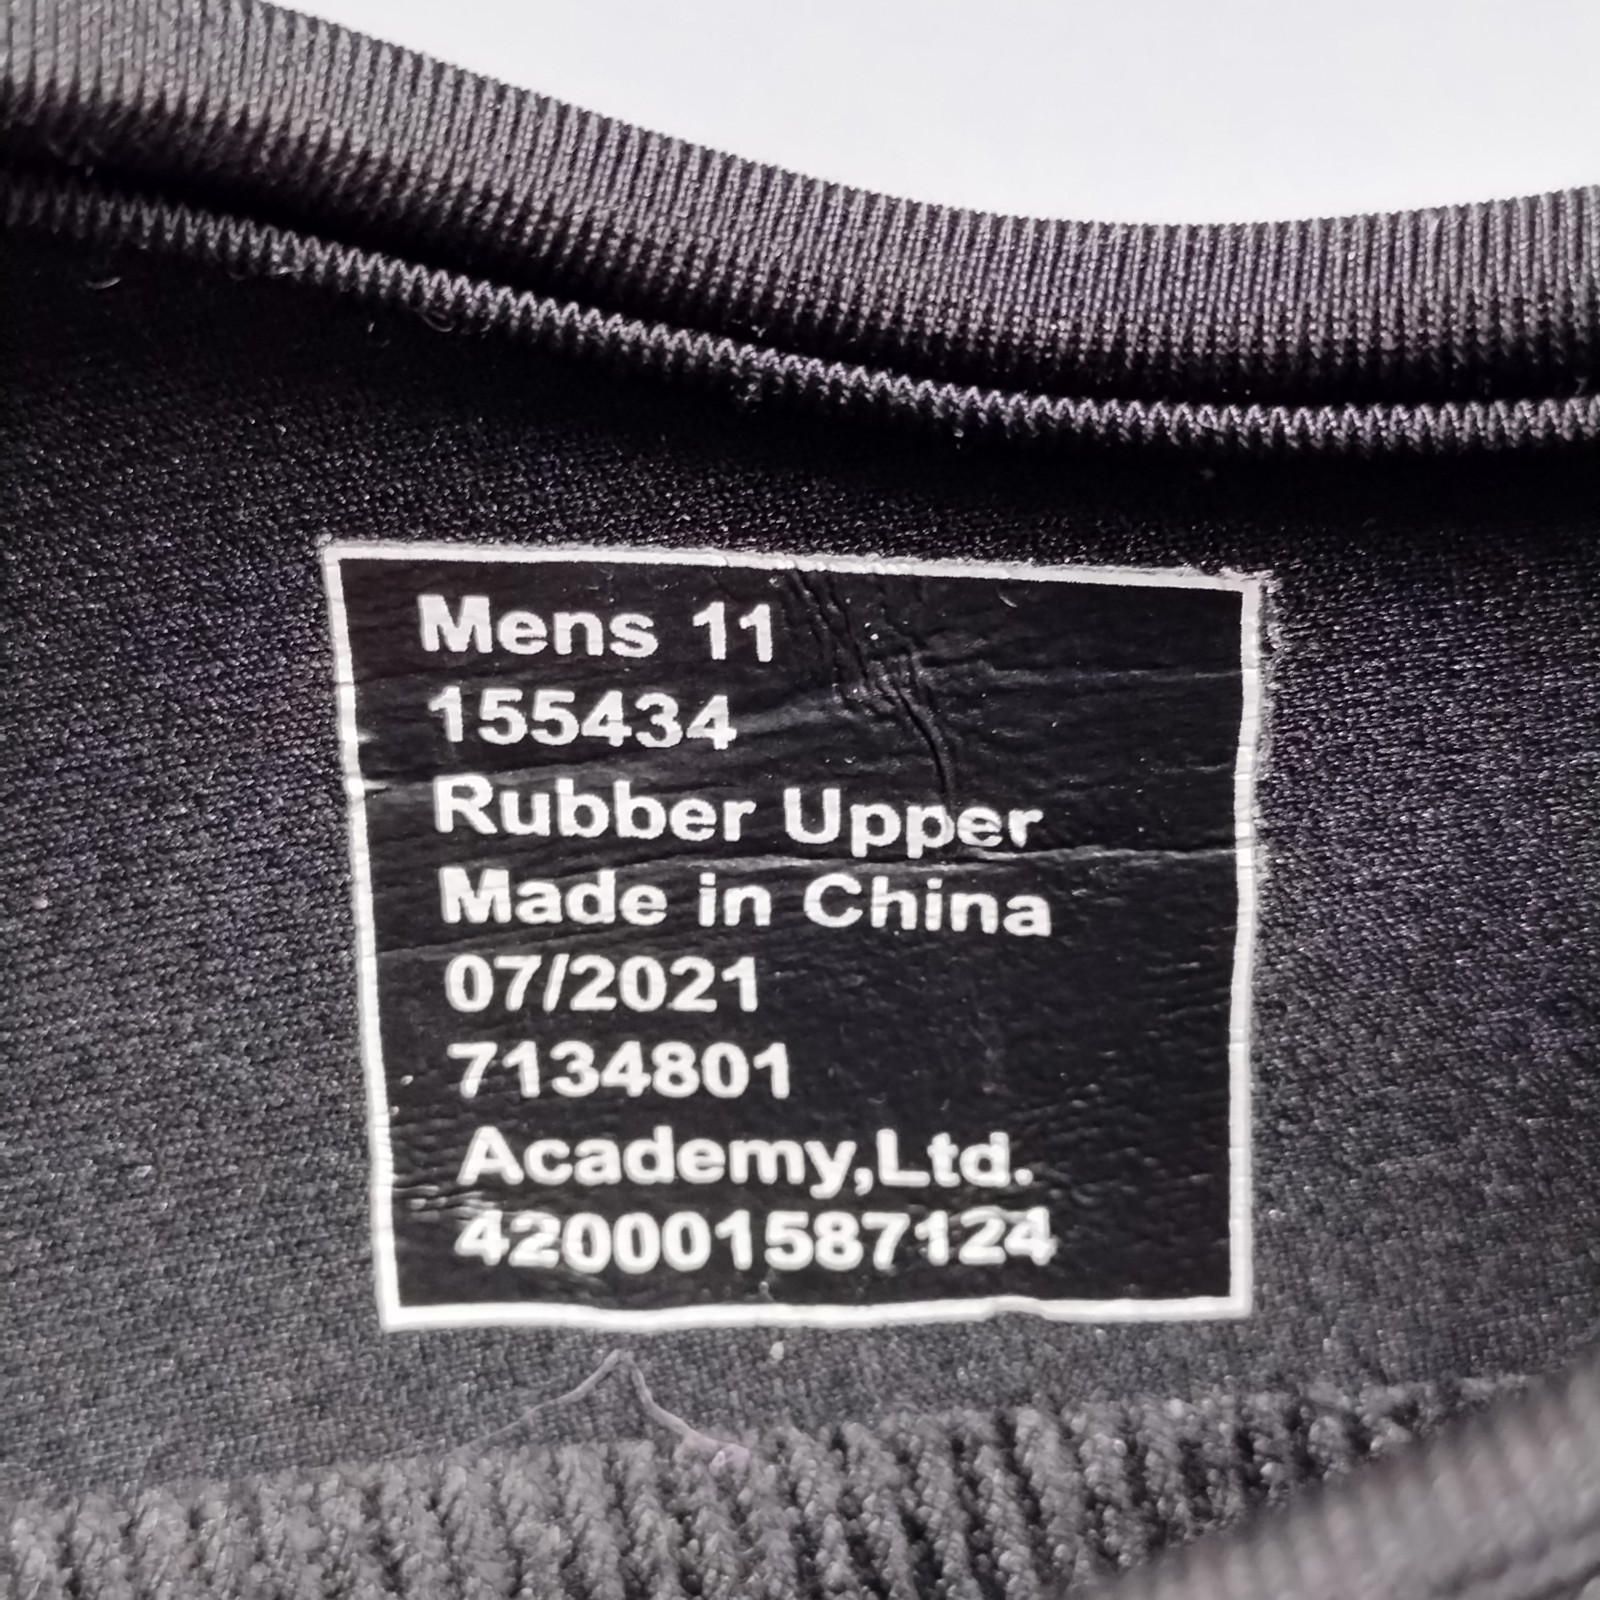 Mens 11
155434
Rubber Upper
Made in China
07/2021
7134801
Academy,Ltd.
420001587124